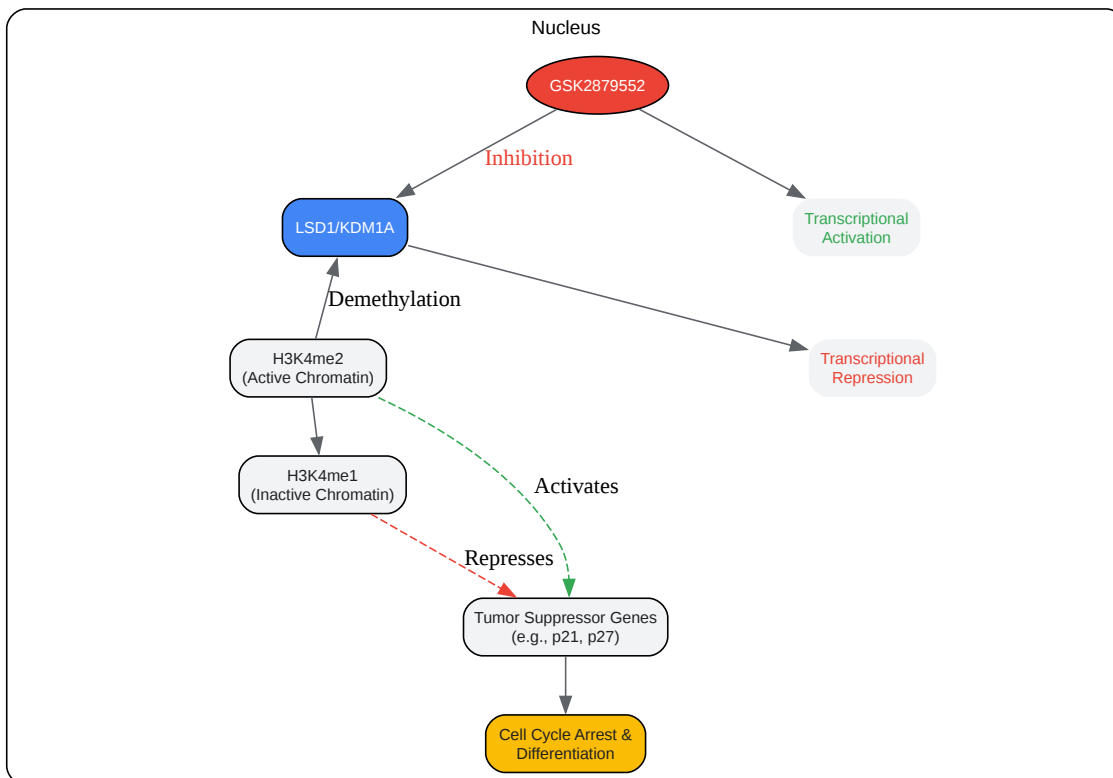 Nucleus
GSK2879552
Inhibition
LSD1/KDM1A
Transcriptional
Activation
Demethylation
H3K4me2
(Active Chromatin)
Transcriptional
Repression
H3K4me1
(Inactive Chromatin)
Activates
Represses
Tumor Suppressor Genes
(e.g., p21, p27)
Cell Cycle Arrest &
Differentiation